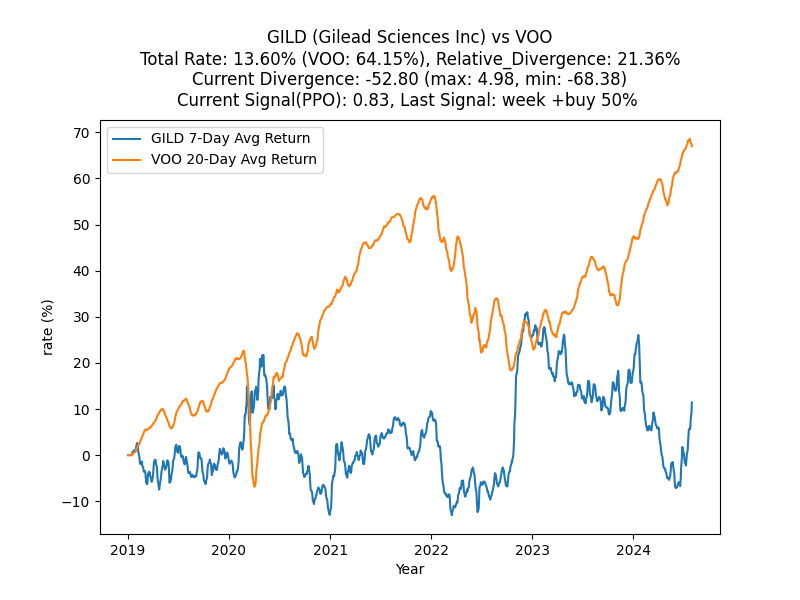 GILD (Gilead Sciences Inc) vs VOO
Total Rate: 13.60% (VOO: 64.15%), Relative_Divergence: 21.36%
Current Divergence: -52.80 (max: 4.98, min: -68.38)
Current Signal(PPO): 0.83, Last Signal: week +buy 50%
GILD 7-Day Avg Return
VOO 20-Day Avg Return
rate (%)
70
60
50
40
30
20
10
0
−10
2019
2020
2021
2022
2023
2024
Year